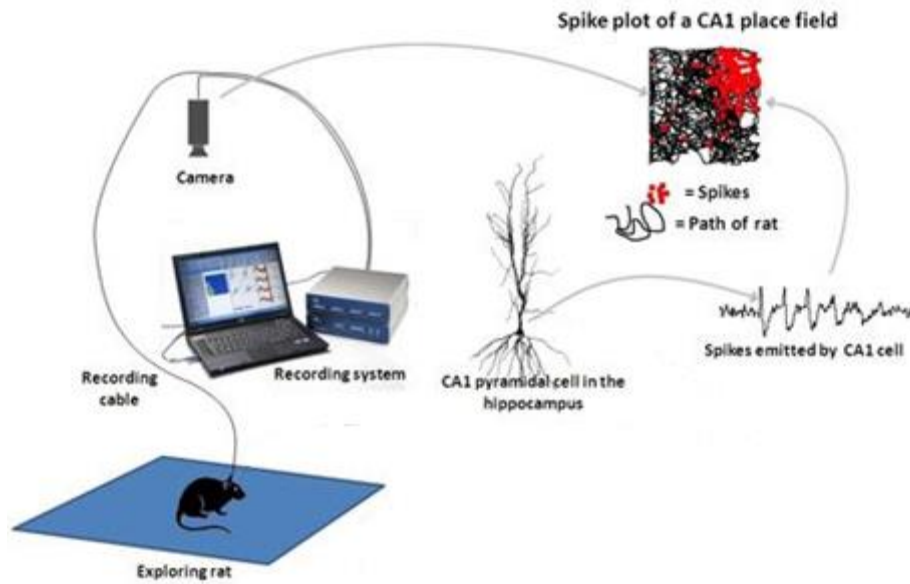 Spike plot of a CA1 place field
Camera
= Spikes
= Path of rat
Recording
cable
Recording system
CA1 pyramidal cell in the
hippocampus
Spikes emitted by CA1 cell
Exploring rat